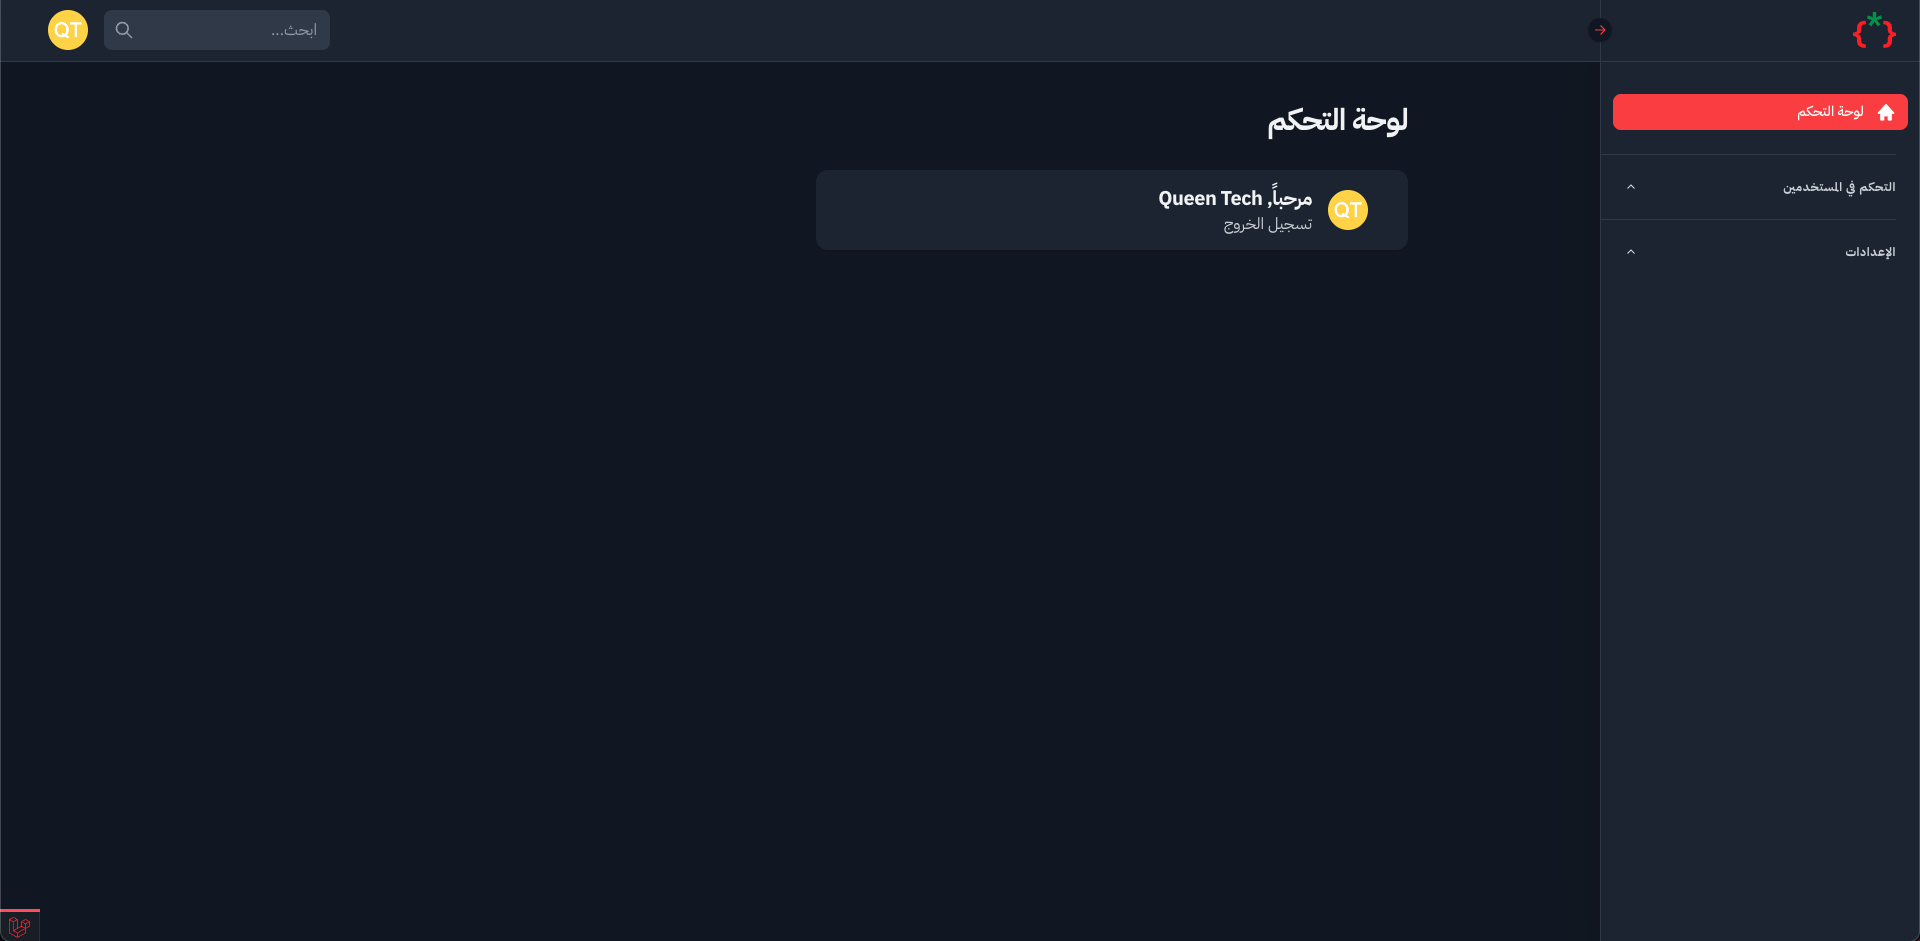 {*}
ابحث...
QT
لوحة التحكم
التحكم في المستخدمين
الإعدادات
لوحة التحكم
QT
مرحباً, Queen Tech
تسجيل الخروج